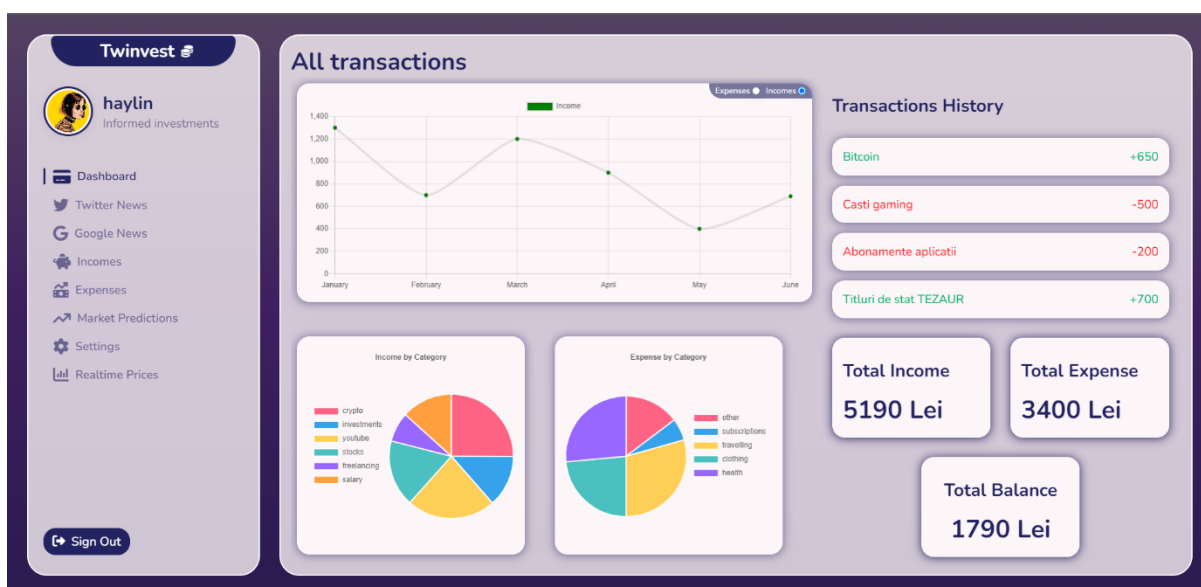 Twinvest
haylin
Informed investments
Dashboard
Twitter News
Google News
Incomes
Expenses
Market Predictions
Settings
Realtime Prices
Sign Out
All transactions
Expenses Incomes
Income
1,400
1,200
1,000
800
600
400
200
0
January February March April May June
Income by Category
crypto
investments
youtube
stocks
freelancing
salary
Expense by Category
other
subscriptions
travelling
clothing
health
Transactions History
Bitcoin +650
Casti gaming -500
Abonamente aplicatii -200
Titluri de stat TEZAUR +700
Total Income
5190 Lei
Total Expense
3400 Lei
Total Balance
1790 Lei